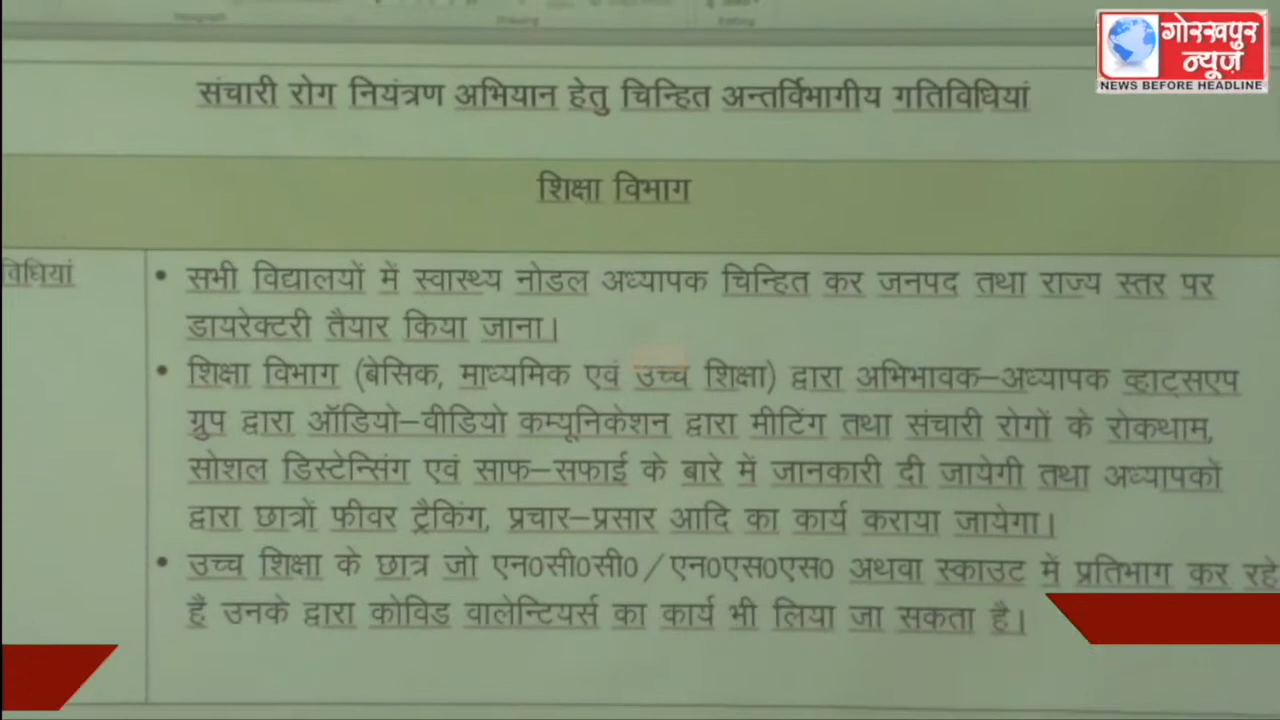 गोरखपुर
न्यूज़
NEWS BEFORE HEADLINE
संचारी रोग नियंत्रण अभियान हेतु चिन्हित अन्तर्विभागीय गतिविधियां
शिक्षा विभाग
विधियां
• सभी विद्यालयों में स्वास्थ्य नोडल अध्यापक चिन्हित कर जनपद तथा राज्य स्तर पर
डायरेक्टरी तैयार किया जाना।
• शिक्षा विभाग (बेसिक, माध्यमिक एवं उच्च शिक्षा) द्वारा अभिभावक–अध्यापक व्हाट्सएप
ग्रुप द्वारा ऑडियो–वीडियो कम्यूनिकेशन द्वारा मीटिंग तथा संचारी रोगों के रोकथाम,
सोशल डिस्टेन्सिंग एवं साफ–सफाई के बारे में जानकारी दी जायेगी तथा अध्यापकों
द्वारा छात्रों फीवर ट्रैकिंग, प्रचार–प्रसार आदि का कार्य कराया जायेगा।
• उच्च शिक्षा के छात्र जो एन0सी0सी0/एन0एस0एस0 अथवा स्काउट में प्रतिभाग कर रहे
हैं उनके द्वारा कोविड वालेन्टियर्स का कार्य भी लिया जा सकता है।